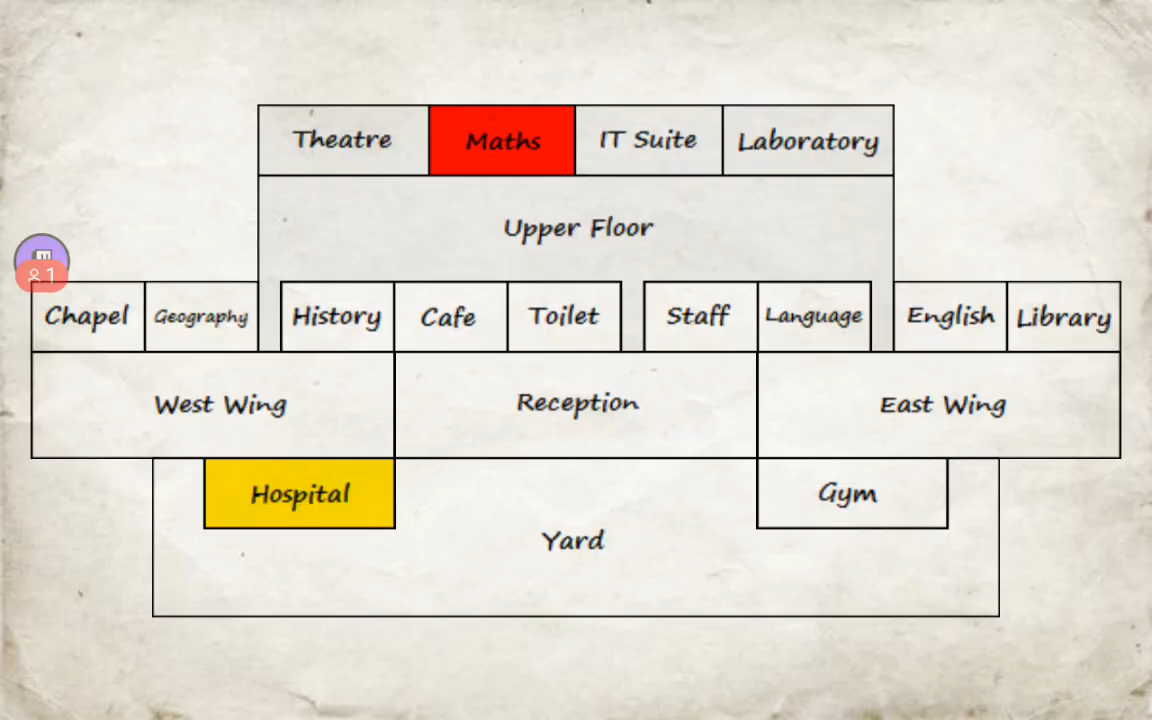 Theatre
Maths
IT Suite
Laboratory
Upper Floor
1
Chapel
Geography
History
Cafe
Toilet
Staff
Language
English
Library
West Wing
Reception
East Wing
Hospital
Gym
Yard